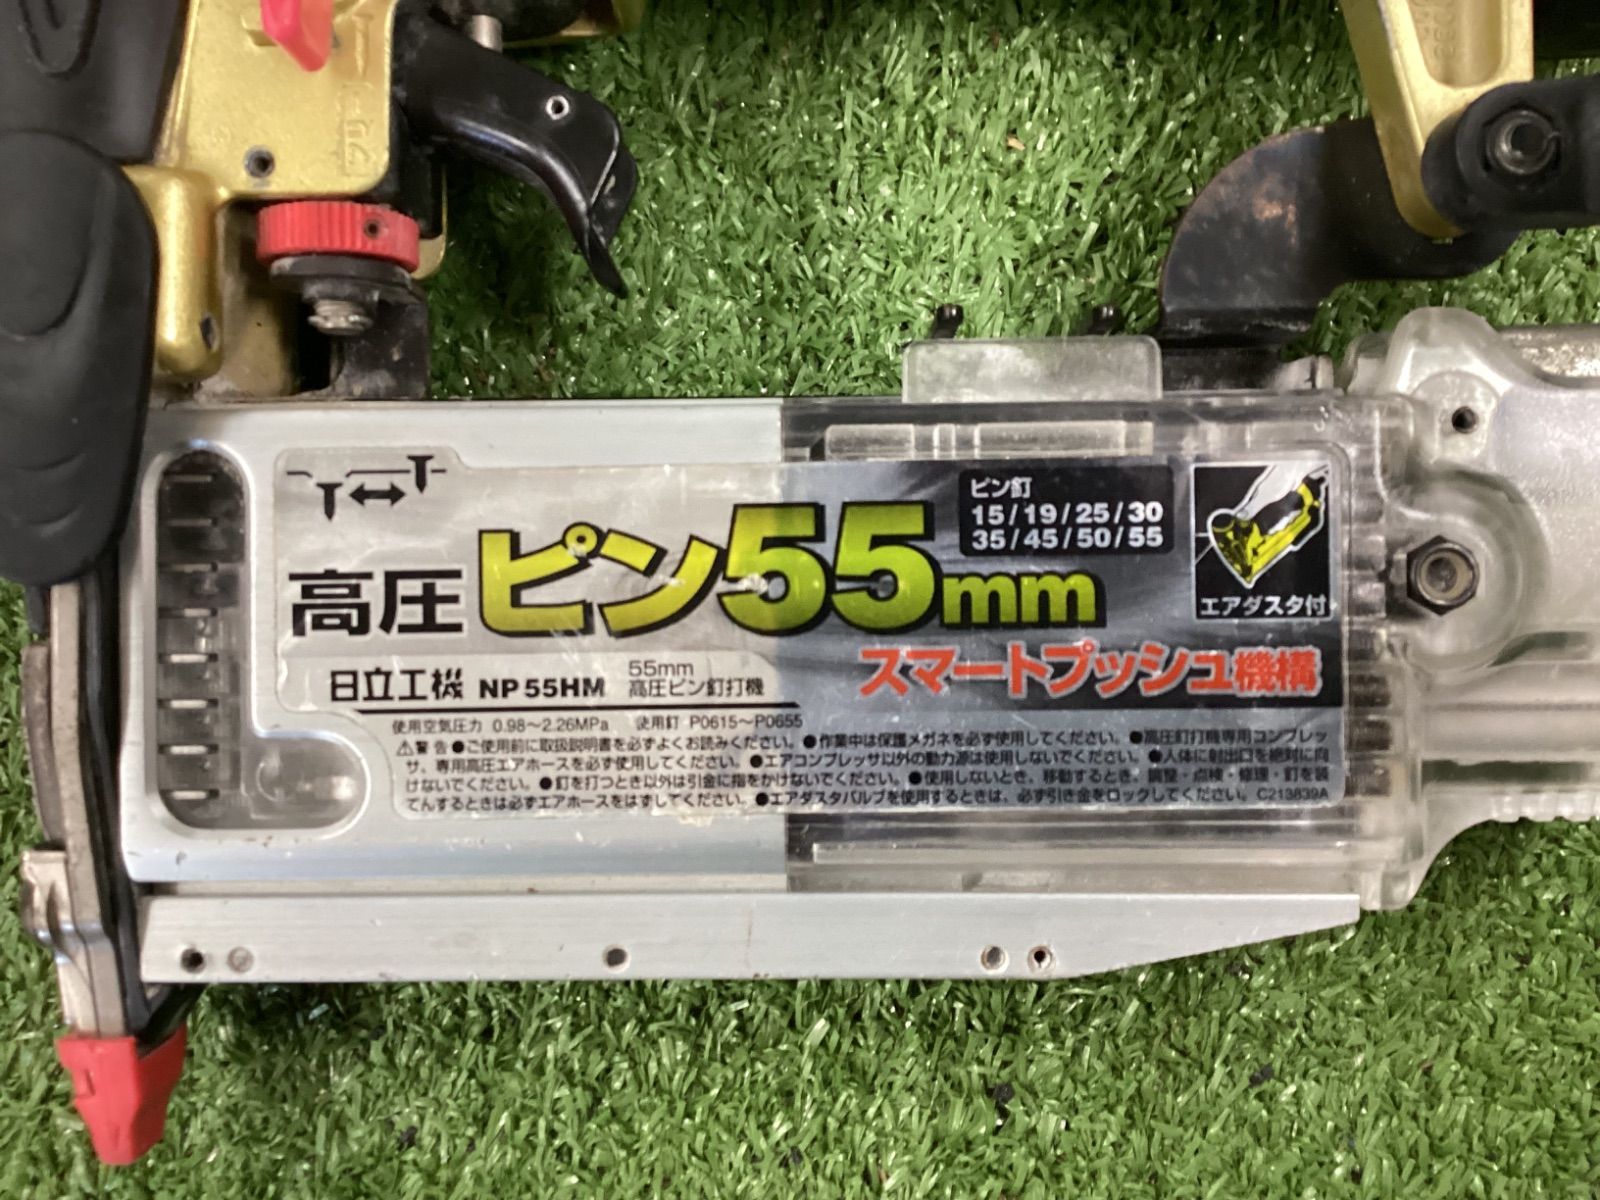 ピン釘
15/19/25/30
35/45/50/55
高圧 ピン55mm
エアダスタ付
スマートプッシュ機構
日立工機 NP 55HM
55mm
高圧ピン釘打機
使用空気圧力 0.98～2.26MPa 使用釘 P0615～P0655
警告 ●ご使用前に取扱説明書を必ずよくお読みください。●作業中は保護メガネを必ず使用してください。●高圧釘打機専用コンプレッ
サ、専用高圧エアホースを必ず使用してください。●エアコンプレッサ以外の動力源は使用しないでください。●人体に射出口を絶対に向
けないでください。●釘を打つとき以外は引金に指をかけないでください。●使用しないとき、移動するとき、調整・点検・修理・釘を装
てんするときは必ずエアホースをはずしてください。●エアダスタバルブを使用するときは、必ず引き金をロックしてください。C213839A